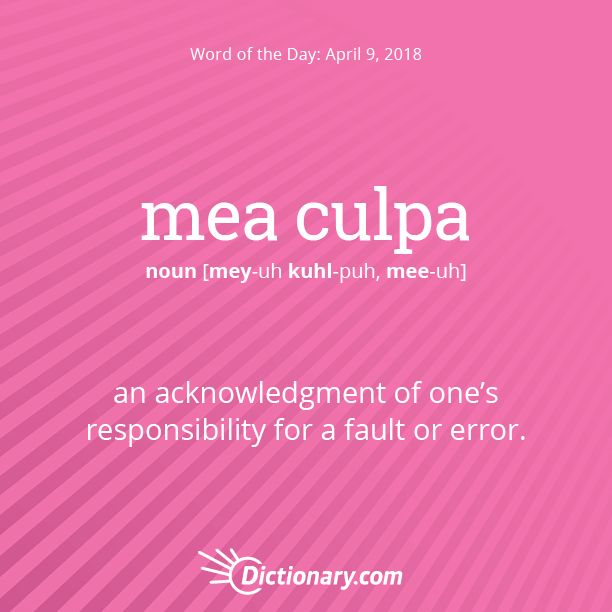 Word of the Day: April 9, 2018
mea culpa
noun [mey-uh kuhl-puh, mee-uh]
an acknowledgment of one’s
responsibility for a fault or error.
Dictionary.com